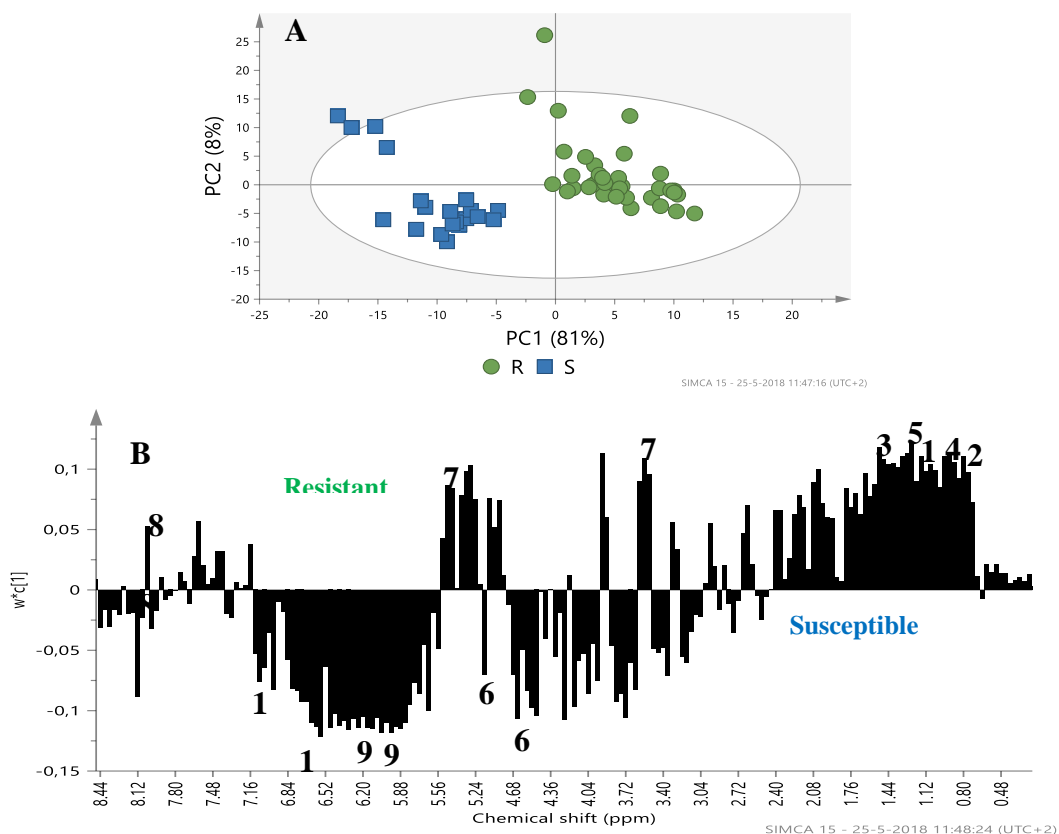 A
25
20
15
10
5
0
-5
-10
-15
-20
PC2 (8%)
-25 -20 -15 -10 -5 0 5 10 15 20
PC1 (81%)
R S
SIMCA 15 - 25-5-2018 11:47:16 (UTC+2)
B
Resistant
Susceptible
0,1
0,05
0
-0,05
-0,1
-0,15
w*c[1]
8
7
7
3
5
1
4
2
1
1
9
9
6
6
8.44 8.12 7.80 7.48 7.16 6.84 6.52 6.20 5.88 5.56 5.24 4.68 4.36 4.04 3.72 3.40 3.04 2.72 2.40 2.08 1.76 1.44 1.12 0.80 0.48
Chemical shift (ppm)
SIMCA 15 - 25-5-2018 11:48:24 (UTC+2)